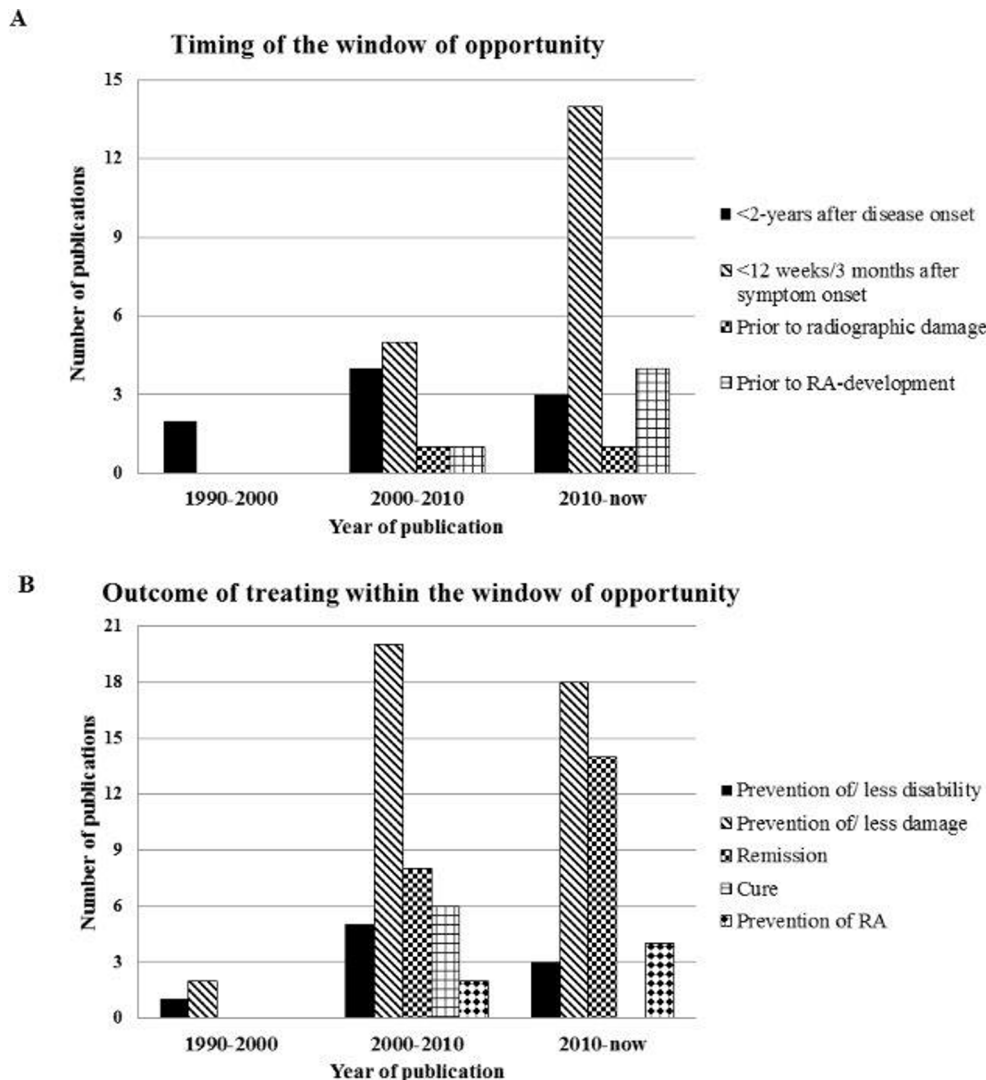 A
Timing of the window of opportunity
15
12
9
6
3
0
Number of publications
1990-2000
2000-2010
2010-now
Year of publication
<2-years after disease onset
<12 weeks/3 months after
symptom onset
Prior to radiographic damage
Prior to RA-development
B
Outcome of treating within the window of opportunity
21
18
15
12
9
6
3
0
Number of publications
1990-2000
2000-2010
2010-now
Year of publication
Prevention of/ less disability
Prevention of/ less damage
Remission
Cure
Prevention of RA